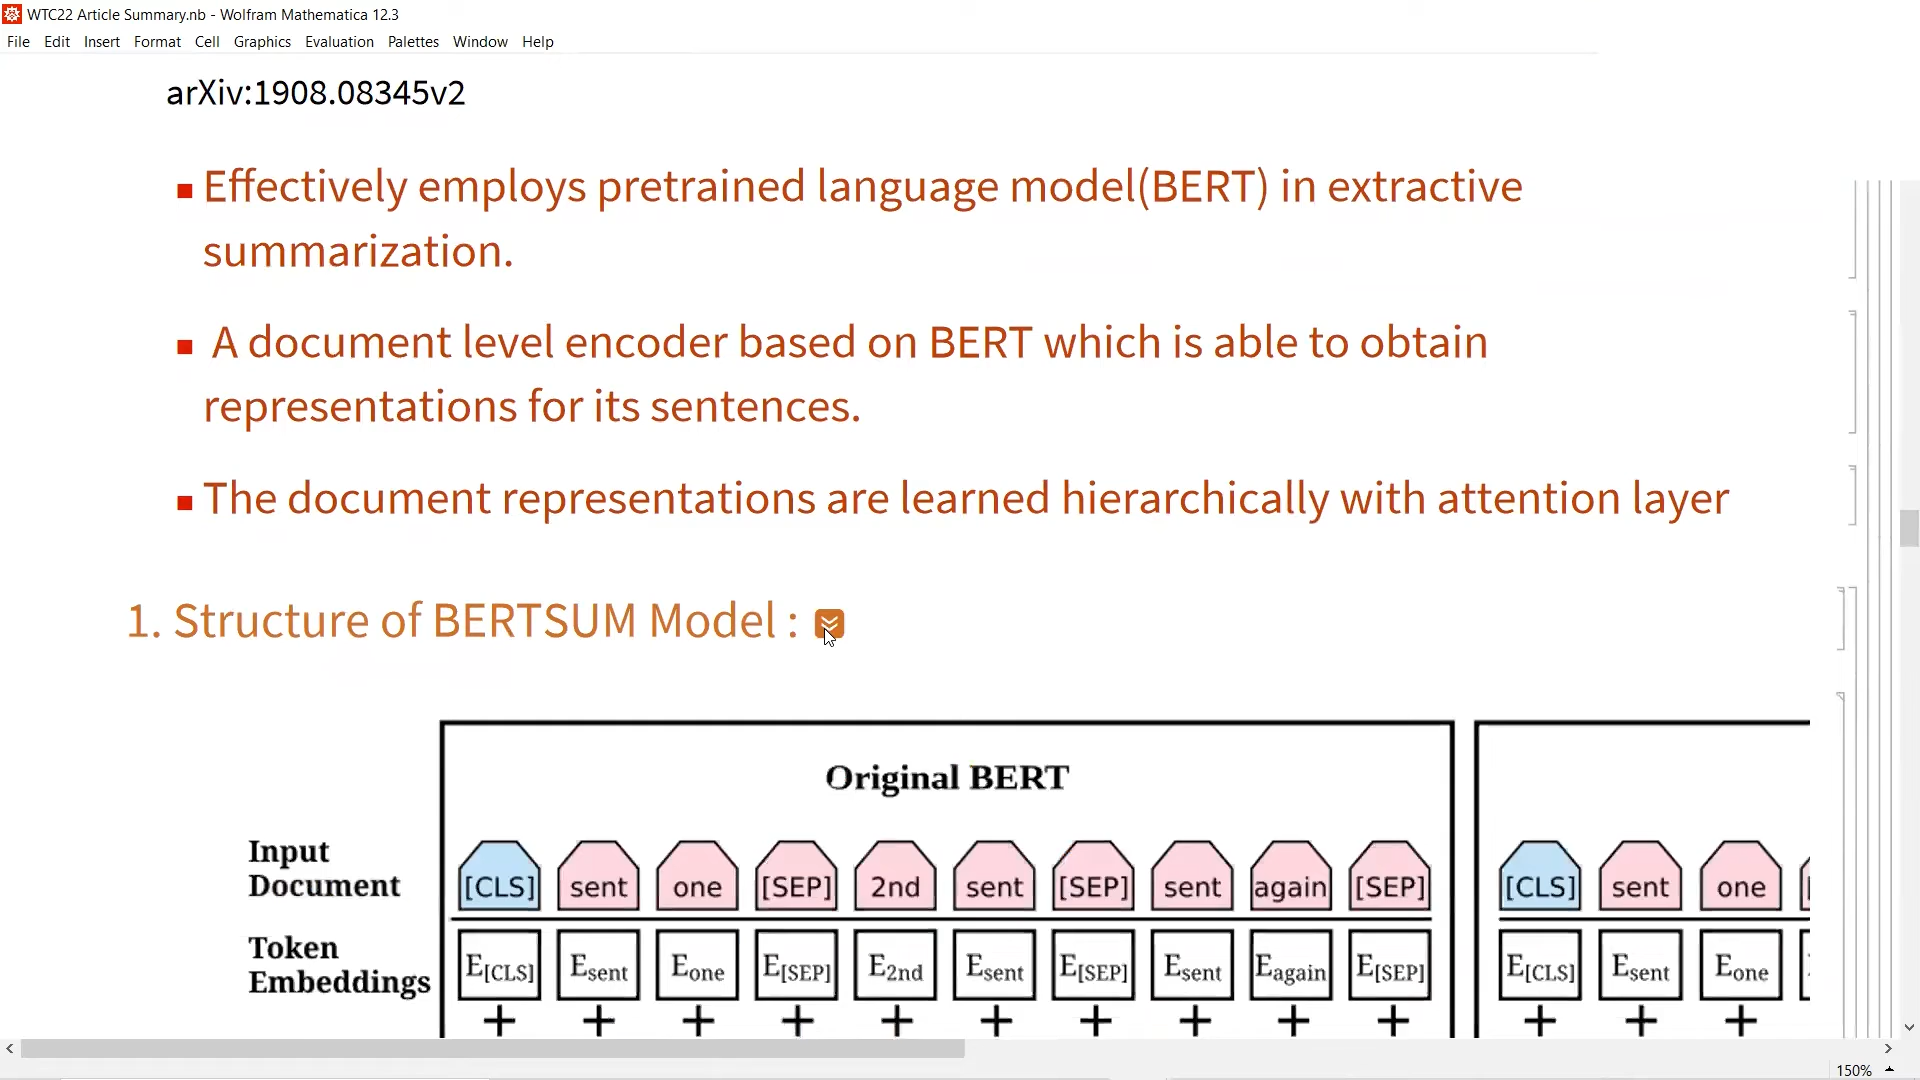 WTC22 Article Summary.nb - Wolfram Mathematica 12.3
File Edit Insert Format Cell Graphics Evaluation Palettes Window Help
arXiv:1908.08345v2
Effectively employs pretrained language model(BERT) in extractive
summarization.
A document level encoder based on BERT which is able to obtain
representations for its sentences.
The document representations are learned hierarchically with attention layer
1. Structure of BERTSUM Model :
Original BERT
Input
Document
[CLS] sent one [SEP] 2nd sent [SEP] sent again [SEP] [CLS] sent one
Token
Embeddings
E[CLS] Esent Eone E[SEP] E2nd Esent E[SEP] Esent Eagain E[SEP] E[CLS] Esent Eone
+ + + + + + + + + + + + +
150%